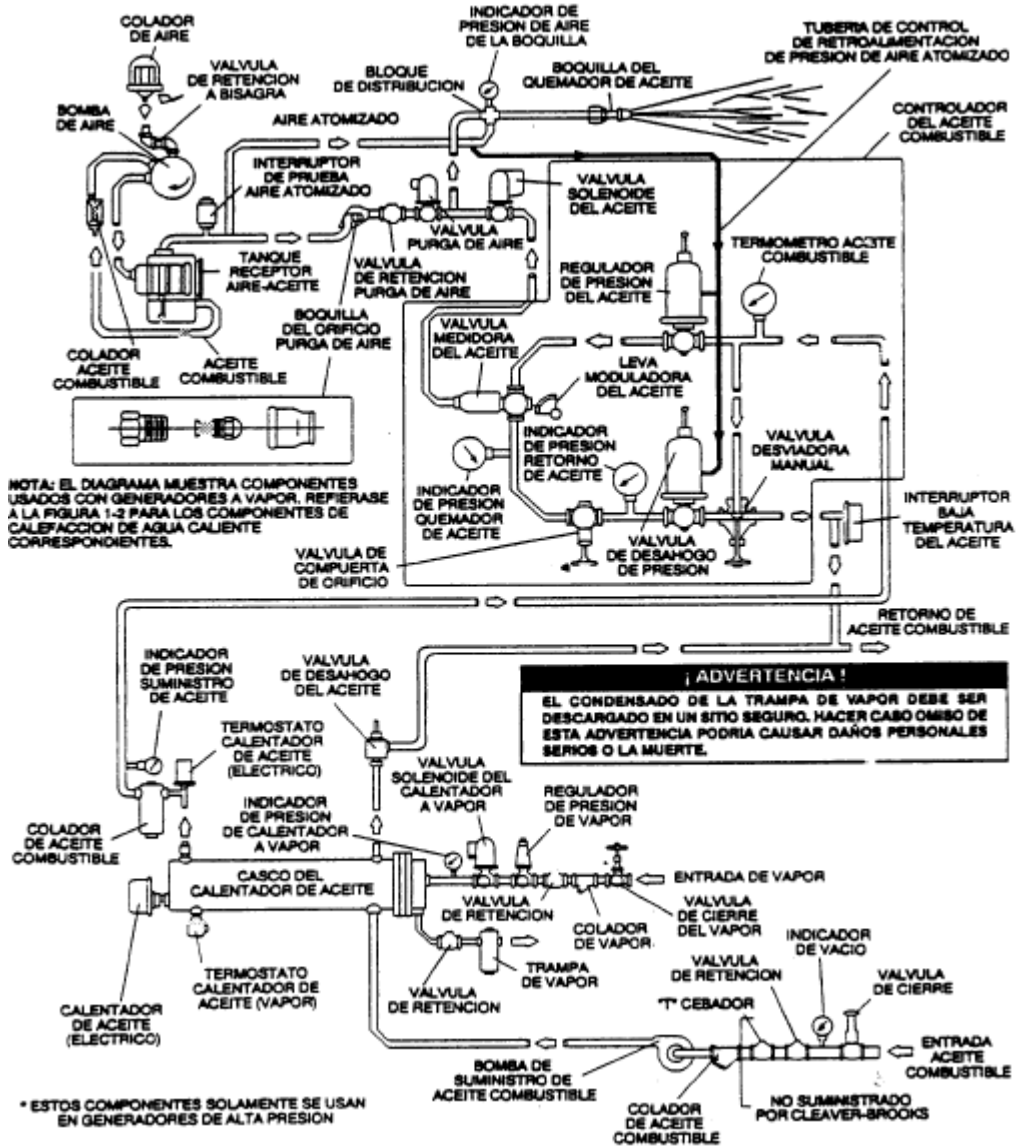 COLADOR
DE AIRE
VALVULA
DE RETENCION
A BISAGRA
BOMBA
DE AIRE
AIRE ATOMIZADO
INTERRUPTOR
DE PRUEBA
AIRE ATOMIZADO
TANQUE
RECEPTOR
AIRE-ACEITE
COLADOR
ACEITE
COMBUSTIBLE
ACEITE
COMBUSTIBLE
BOQUILLA
DEL ORIFICIO
PURGA DE AIRE
INDICADOR DE
PRESION DE AIRE
DE LA BOQUILLA
BLOQUE
DE DISTRIBUCION
BOQUILLA DEL
QUEMADOR DE ACEITE
TUBERIA DE CONTROL
DE RETROALIMENTACION
DE PRESION DE AIRE ATOMIZADO
CONTROLADOR
DEL ACEITE
COMBUSTIBLE
VALVULA
SOLENOIDE
DEL ACEITE
VALVULA
PURGA DE AIRE
VALVULA
DE RETENCION
PURGA DE AIRE
REGULADOR
DE PRESION
DEL ACEITE
TERMOMETRO ACEITE
COMBUSTIBLE
VALVULA
MEDIDORA
DEL ACEITE
LEVA
MODULADORA
DEL ACEITE
INDICADOR
DE PRESION
RETORNO
DE ACEITE
VALVULA
DESVIADORA
MANUAL
INDICADOR
DE PRESION
QUEMADOR
DE ACEITE
VALVULA
DE DESAHOGO
DE PRESION
INTERRUPTOR
BAJA
TEMPERATURA
DEL ACEITE
VALVULA DE
COMPUERTA
DE ORIFICIO
NOTA: EL DIAGRAMA MUESTRA COMPONENTES
USADOS CON GENERADORES A VAPOR. REFIERASE
A LA FIGURA 1-2 PARA LOS COMPONENTES DE
CALEFACCION DE AGUA CALIENTE
CORRESPONDIENTES.
RETORNO DE
ACEITE COMBUSTIBLE
INDICADOR
DE PRESION
SUMINISTRO
DE ACEITE
VALVULA
DE DESAHOGO
DEL ACEITE
¡ ADVERTENCIA !
EL CONDENSADO DE LA TRAMPA DE VAPOR DEBE SER
DESCARGADO EN UN SITIO SEGURO. HACER CASO OMISO DE
ESTA ADVERTENCIA PODRIA CAUSAR DAÑOS PERSONALES
SERIOS O LA MUERTE.
TERMOSTATO
CALENTADOR
DE ACEITE
(ELECTRICO)
VALVULA
SOLENOIDE DEL
CALENTADOR
A VAPOR
REGULADOR
DE PRESION
DE VAPOR
INDICADOR
DE PRESION
DE CALENTADOR
A VAPOR
COLADOR
DE ACEITE
COMBUSTIBLE
CASCO DEL
CALENTADOR DE ACEITE
ENTRADA DE VAPOR
VALVULA
DE RETENCION
COLADOR
DE VAPOR
VALVULA
DE CIERRE
DEL VAPOR
CALENTADOR
DE ACEITE
(ELECTRICO)
TERMOSTATO
CALENTADOR DE
ACEITE (VAPOR)
VALVULA
DE RETENCION
TRAMPA
DE VAPOR
VALVULA
DE RETENCION
INDICADOR
DE VACIO
VALVULA
DE CIERRE
"T" CEBADOR
ENTRADA
ACEITE
COMBUSTIBLE
BOMBA DE
SUMINISTRO DE
ACEITE COMBUSTIBLE
COLADOR
DE ACEITE
COMBUSTIBLE
NO SUMINISTRADO
POR CLEAVER-BROOKS
* ESTOS COMPONENTES SOLAMENTE SE USAN
EN GENERADORES DE ALTA PRESION